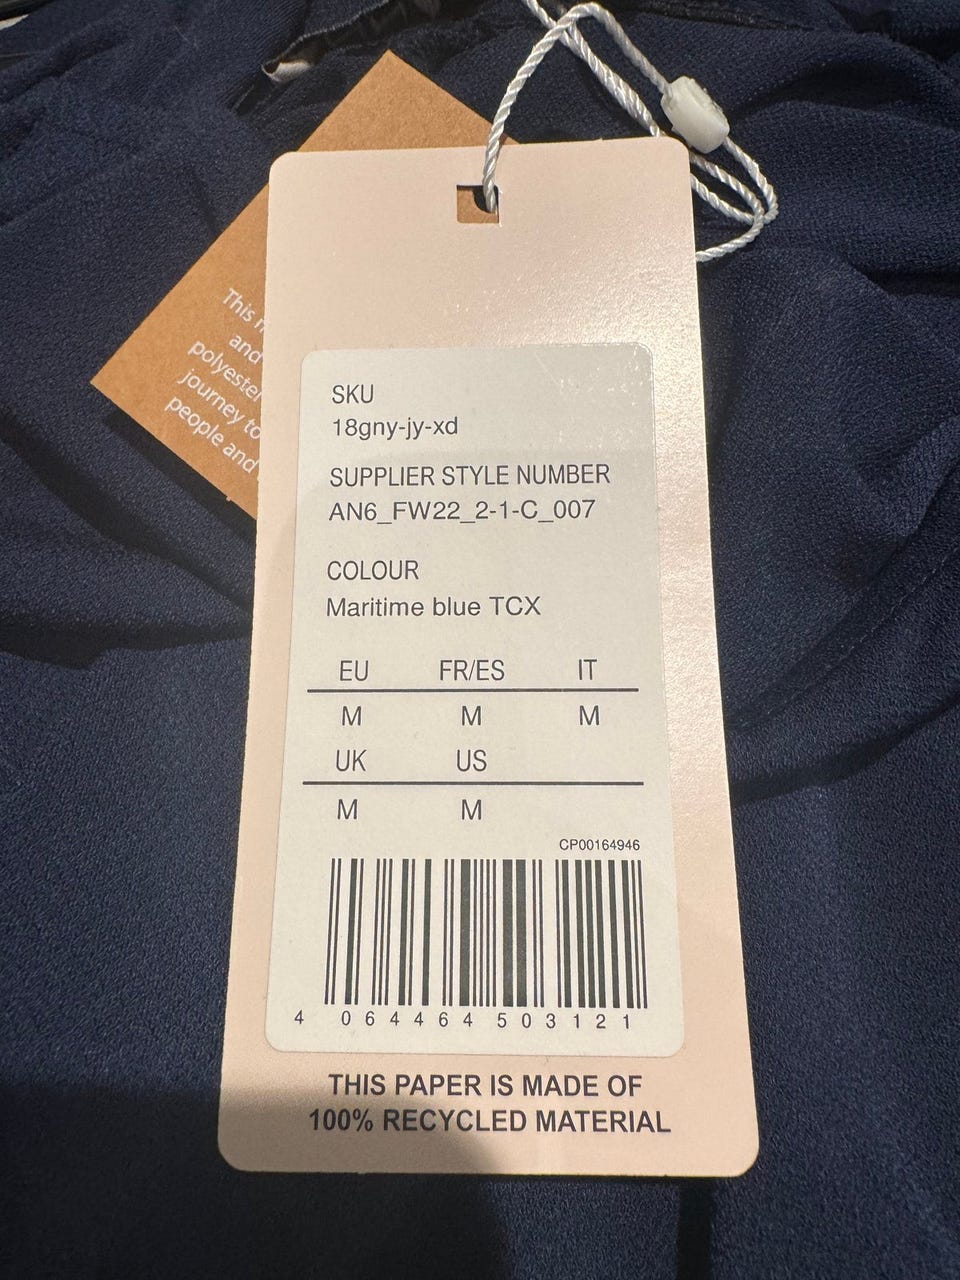 This
and
polyester
journey to
people and
SKU
18gny-jy-xd
SUPPLIER STYLE NUMBER
AN6_FW22_2-1-C_007
COLOUR
Maritime blue TCX
EU FR/ES IT
M M M
UK US
M M
CP00164946
4 064464 503121
THIS PAPER IS MADE OF
100% RECYCLED MATERIAL